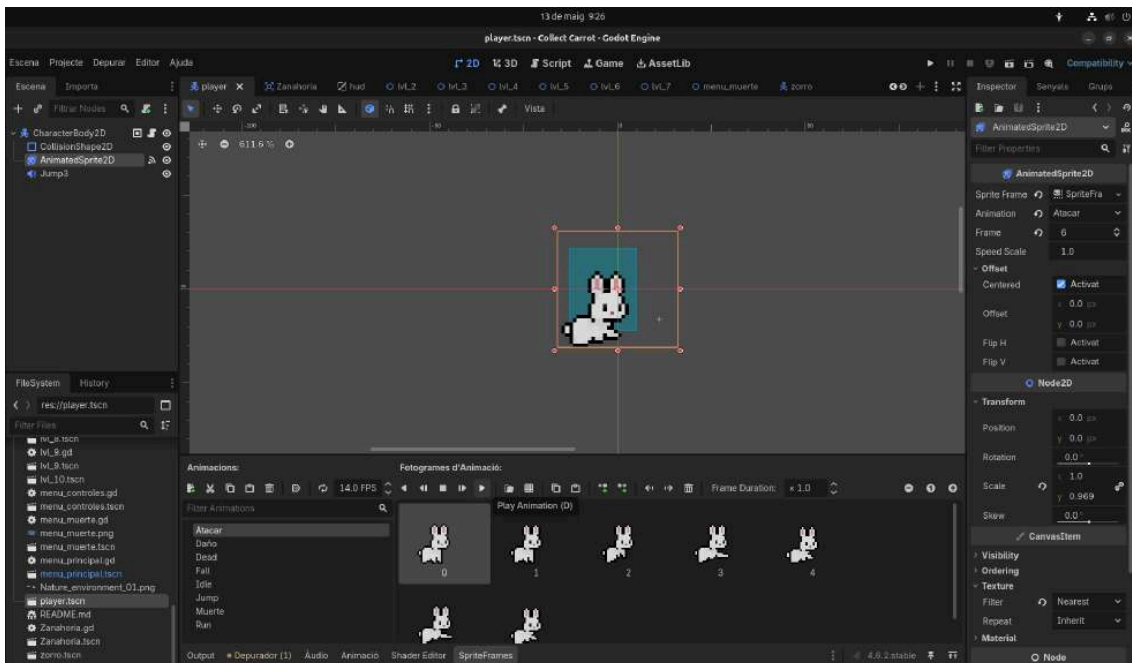 13 de maig 9:26
player.tscn - Collect Carrot - Godot Engine
Escena Projecte Depurar Editor Ajuda
2D 3D Script Game AssetLib
Compatibility
Escena Importa
player Zanahoria hud lvl_2 lvl_3 lvl_4 lvl_5 lvl_6 lvl_7 menu_muerte zorro
Inspector Senyals Grups
Filtrar Nodes
Vista
CharacterBody2D
CollisionShape2D
AnimatedSprite2D
Jump3
611.6 %
AnimatedSprite2D
Filter Properties
AnimatedSprite2D
Sprite Frame SpriteFra
Animation Atacar
Frame 6
Speed Scale 1.0
Offset
Centered Activat
Offset x 0.0 px
y 0.0 px
Flip H Activat
Flip V Activat
Node2D
Transform
Position x 0.0 px
y 0.0 px
Rotation 0.0 °
Scale x 1.0
y 0.969
Skew 0.0 °
CanvasItem
Visibility
Ordering
Texture
Filter Nearest
Repeat Inherit
Material
Node
FileSystem History
res://player.tscn
Filter Files
lvl_8.tscn
lvl_9.gd
lvl_9.tscn
lvl_10.tscn
menu_controles.gd
menu_controles.tscn
menu_muerte.gd
menu_muerte.png
menu_muerte.tscn
menu_principal.gd
menu_principal.tscn
Nature_environment_01.png
player.tscn
README.md
Zanahoria.gd
Zanahoria.tscn
zorro.tscn
Animacions: Fotogrames d'Animació:
14.0 FPS
Frame Duration: x 1.0
Filter Animations
Play Animation (D)
Atacar
Daño
Dead
Fall
Idle
Jump
Muerte
Run
0 1 2 3 4
Output Depurador (1) Àudio Animació Shader Editor SpriteFrames
4.6.2.stable